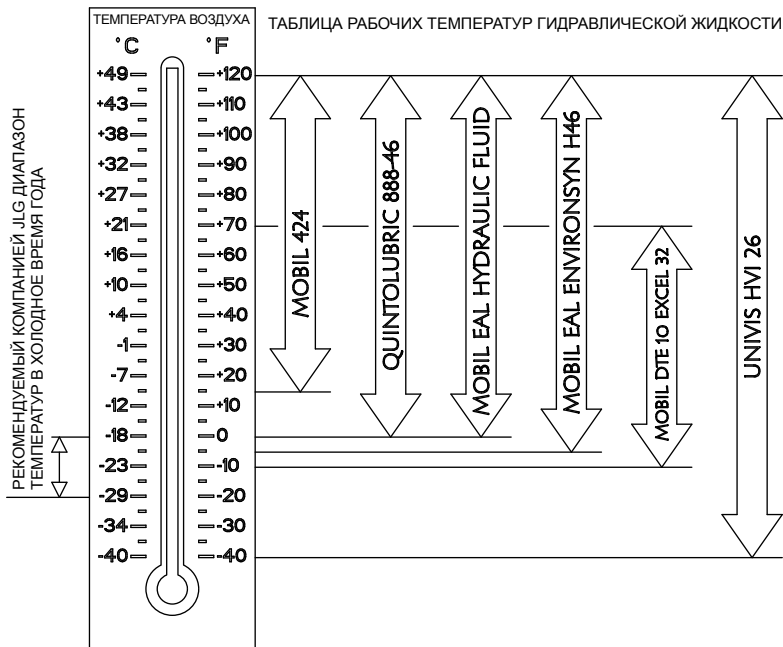 ТЕМПЕРАТУРА ВОЗДУХА
ТАБЛИЦА РАБОЧИХ ТЕМПЕРАТУР ГИДРАВЛИЧЕСКОЙ ЖИДКОСТИ
°C °F
+49 +120
+43 +110
+38 +100
+32 +90
+27 +80
+21 +70
+16 +60
+10 +50
+4 +40
-1 +30
-7 +20
-12 +10
-18 0
-23 -10
-29 -20
-34 -30
-40 -40
РЕКОМЕНДУЕМЫЙ КОМПАНИЕЙ JLG ДИАПАЗОН
ТЕМПЕРАТУР В ХОЛОДНОЕ ВРЕМЯ ГОДА
MOBIL 424
QUINTOLUBRIC 888-46
MOBIL EAL HYDRAULIC FLUID
MOBIL EAL ENVIRONSYN H46
MOBIL DTE 10 EXCEL 32
UNIVIS HVI 26